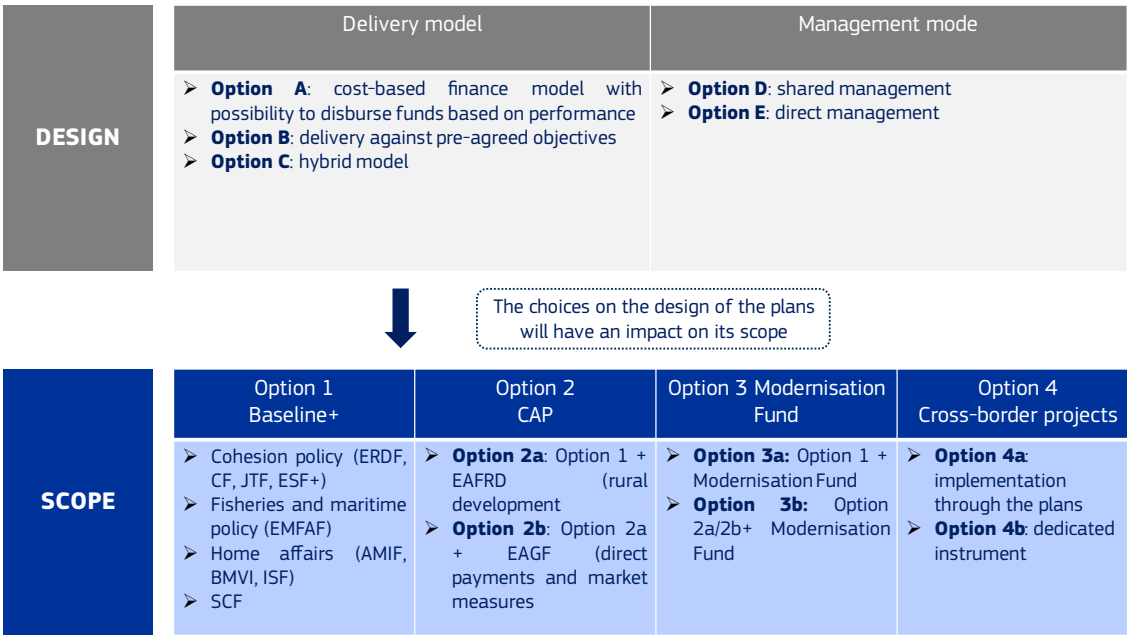 Delivery model
Management mode
DESIGN
➢ Option A: cost-based finance model with
possibility to disburse funds based on performance
➢ Option B: delivery against pre-agreed objectives
➢ Option C: hybrid model
➢ Option D: shared management
➢ Option E: direct management
The choices on the design of the plans
will have an impact on its scope
SCOPE
Option 1
Baseline+
Option 2
CAP
Option 3 Modernisation
Fund
Option 4
Cross-border projects
➢ Cohesion policy (ERDF,
CF, JTF, ESF+)
➢ Fisheries and maritime
policy (EMFAF)
➢ Home affairs (AMIF,
BMVI, ISF)
➢ SCF
➢ Option 2a: Option 1 +
EAFRD (rural
development
➢ Option 2b: Option 2a
+ EAGF (direct
payments and market
measures
➢ Option 3a: Option 1 +
Modernisation Fund
➢ Option 3b: Option
2a/2b+ Modernisation
Fund
➢ Option 4a:
implementation
through the plans
➢ Option 4b: dedicated
instrument